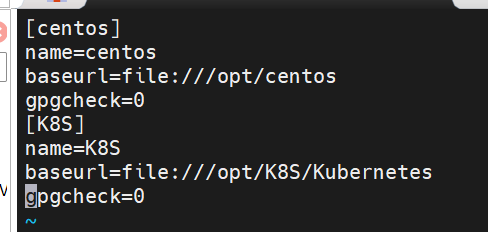 [centos]
name=centos
baseurl=file:///opt/centos
gpgcheck=0
[K8S]
name=K8S
baseurl=file:///opt/K8S/Kubernetes
gpgcheck=0
~